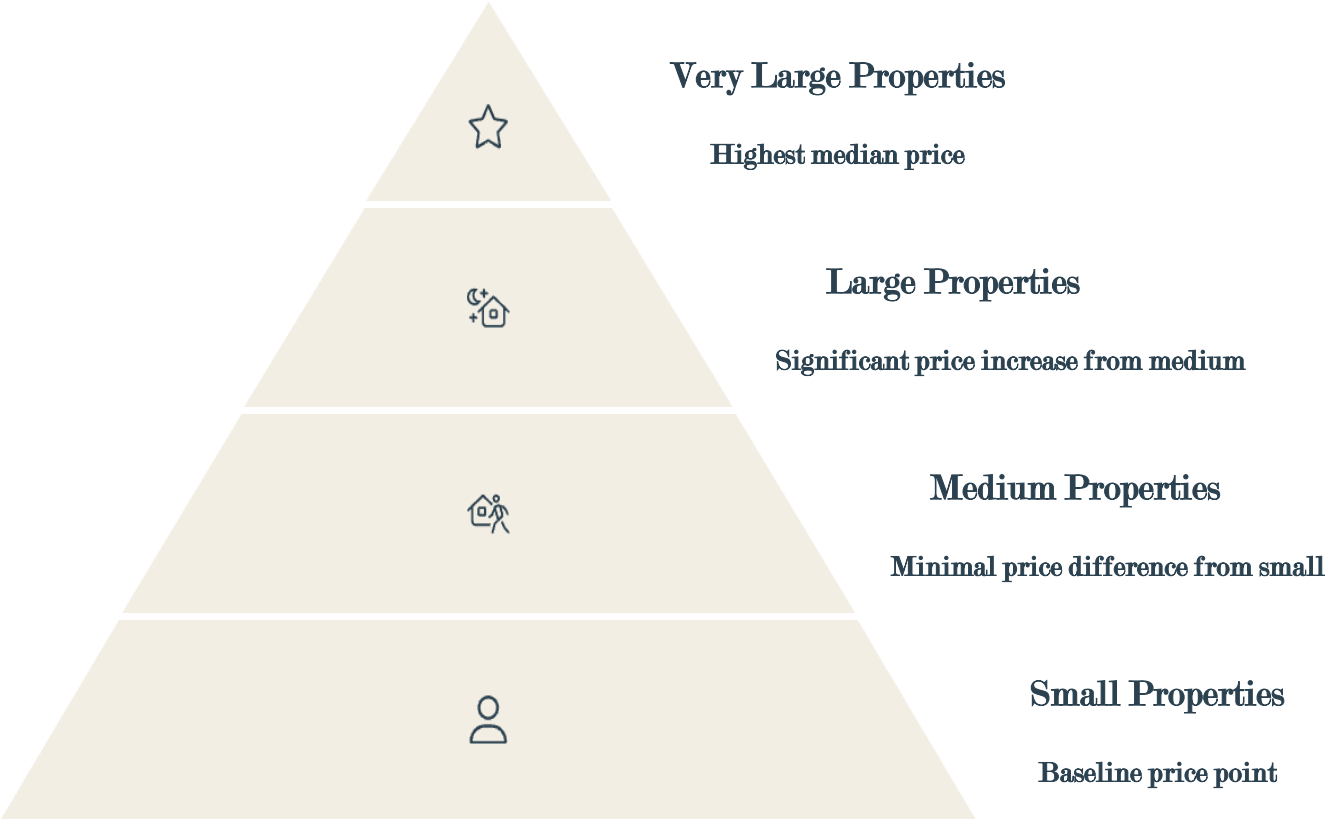 Very Large Properties
Highest median price
Large Properties
Significant price increase from medium
Medium Properties
Minimal price difference from small
Small Properties
Baseline price point